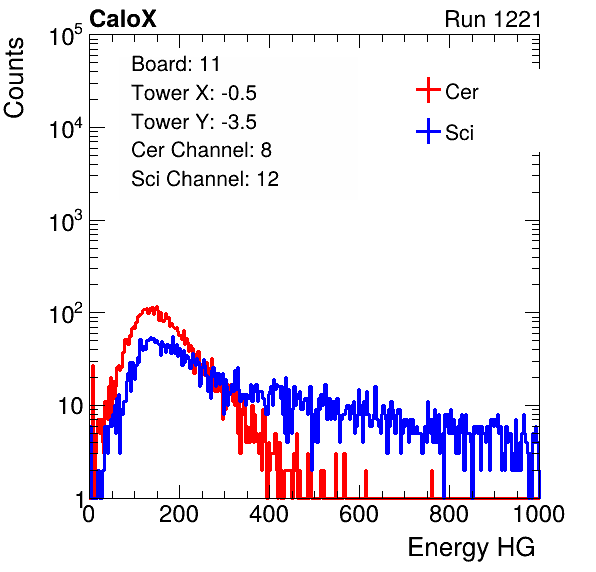 CaloX Run 1221
Counts
10^5
10^4
10^3
10^2
10
1
Board: 11
Tower X: -0.5
Tower Y: -3.5
Cer Channel: 8
Sci Channel: 12
Cer
Sci
0 200 400 600 800 1000
Energy HG